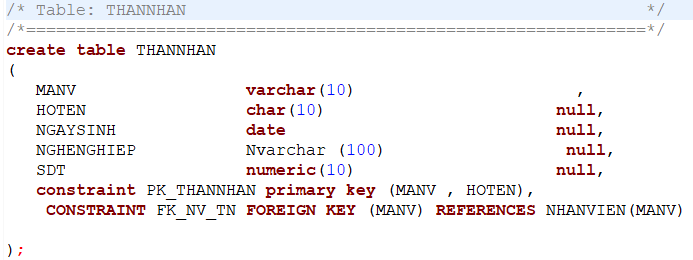 /* Table: THANNHAN                                              */
/*==============================================================*/
create table THANNHAN
(
   MANV                 varchar(10)                      ,
   HOTEN                char(10)                       null,
   NGAYSINH             date                           null,
   NGHENGHIEP           Nvarchar (100)                  null,
   SDT                  numeric(10)                    null,
   constraint PK_THANNHAN primary key (MANV , HOTEN),
    CONSTRAINT FK_NV_TN FOREIGN KEY (MANV) REFERENCES NHANVIEN(MANV)
);